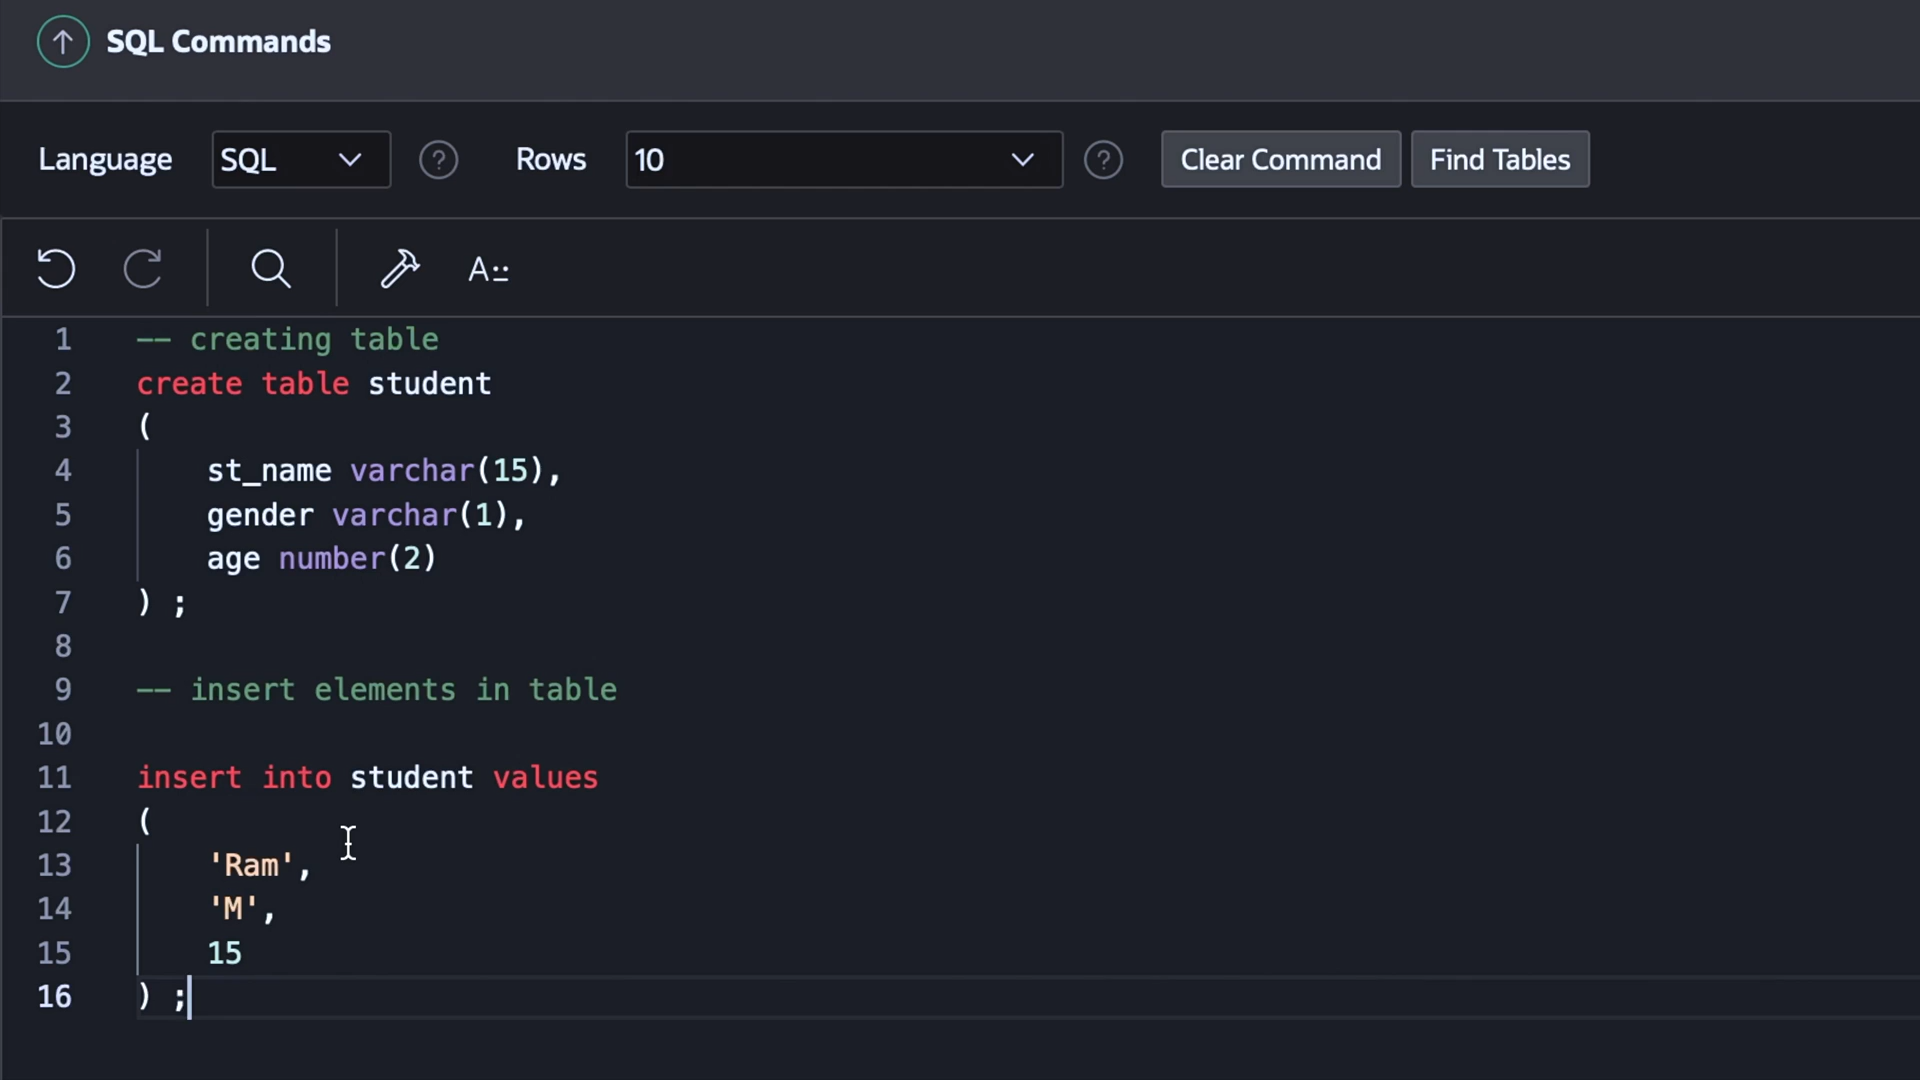 SQL Commands
Language SQL Rows 10 Clear Command Find Tables
A
1 -- creating table
2 create table student
3 (
4 st_name varchar(15),
5 gender varchar(1),
6 age number(2)
7 ) ;
8
9 -- insert elements in table
10
11 insert into student values
12 (
13 'Ram',
14 'M',
15 15
16 ) ;